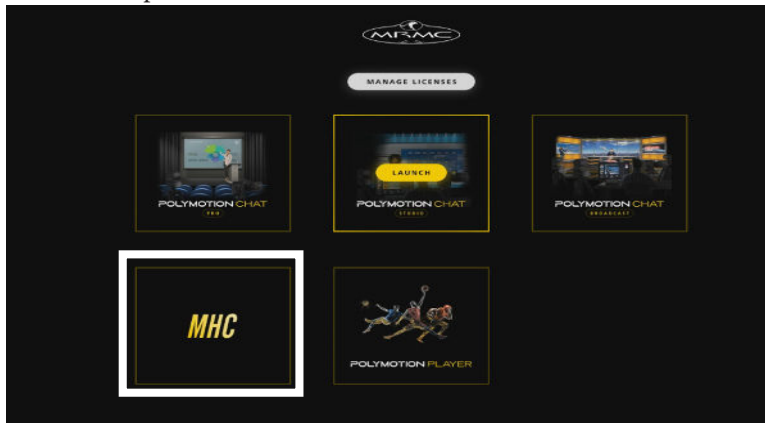 MRMC
MANAGE LICENSES
POLYMOTION CHAT
PRO
LAUNCH
POLYMOTION CHAT
STUDIO
POLYMOTION CHAT
BROADCAST
MHC
POLYMOTION PLAYER